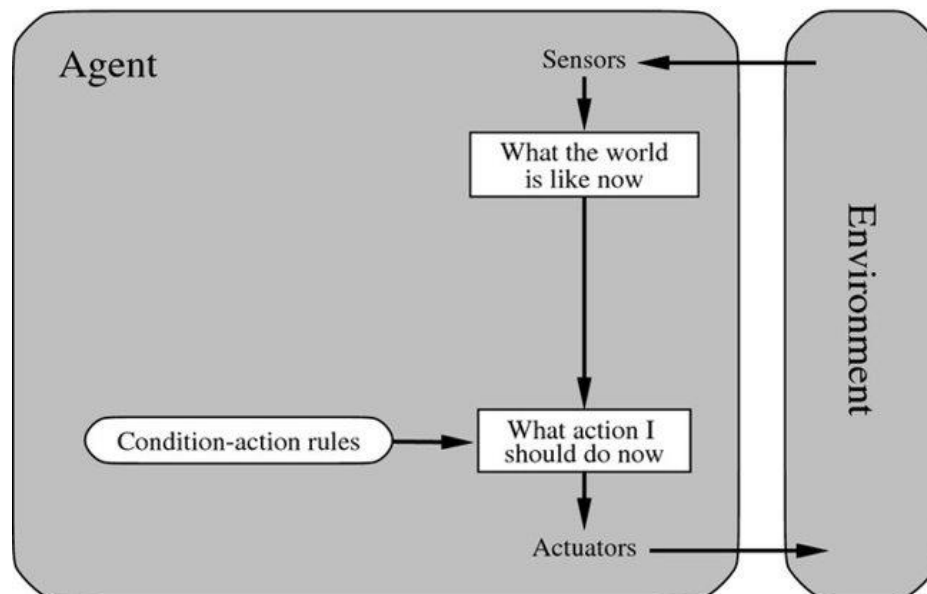 Agent
Sensors
What the world
is like now
Environment
Condition-action rules
What action I
should do now
Actuators